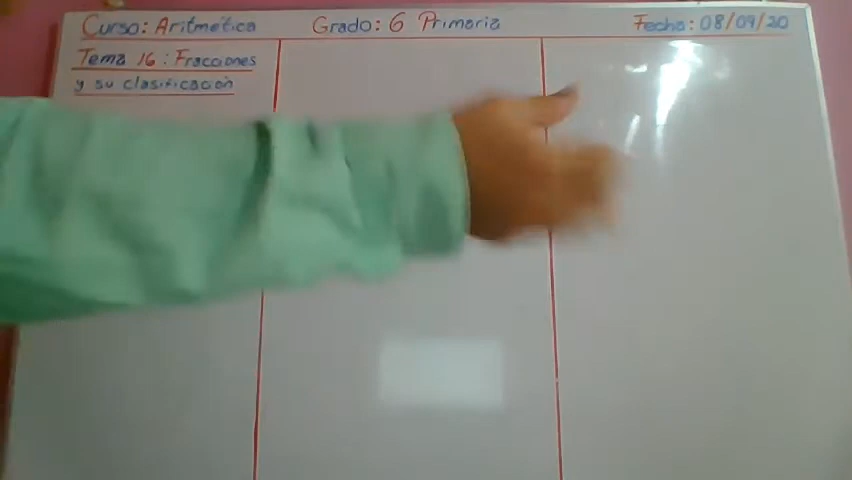 Curso: Aritmética Grado: 6 Primaria Fecha: 08/09/20
Tema 16: Fracciones
y su clasificación